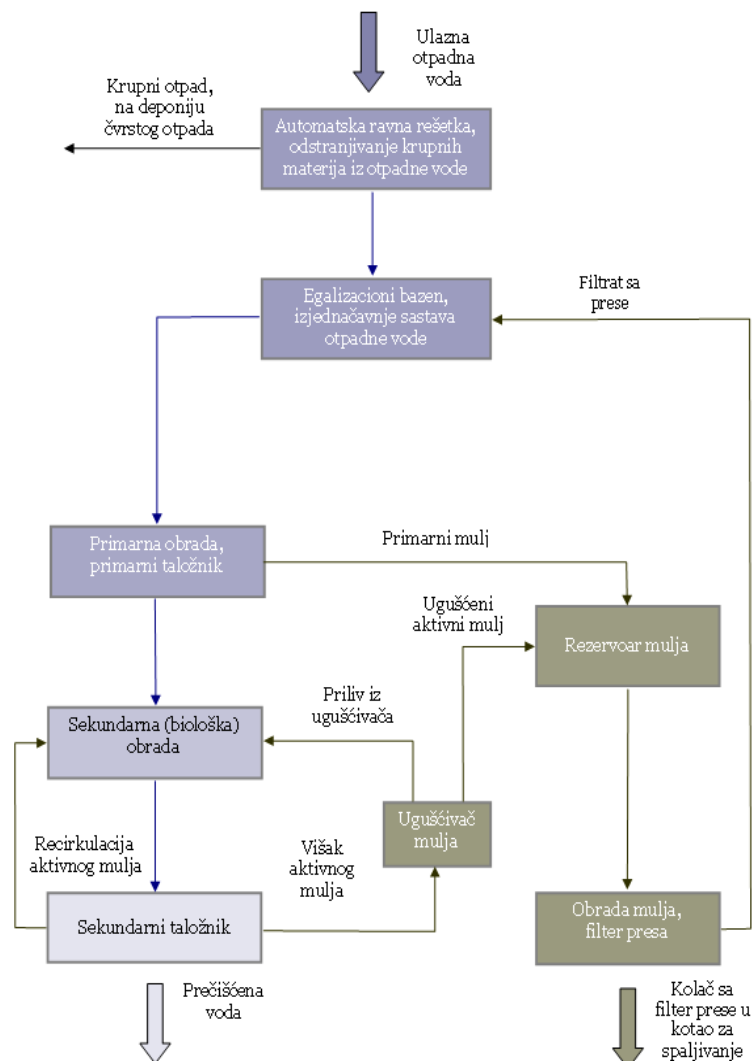 Ulazna
otpadna
voda
Krupni otpad,
na deponiju
čvrstog otpada
Automatska ravna rešetka,
odstranjivanje krupnih
materija iz otpadne vode
Egalizacioni bazen,
izjednačavnje sastava
otpadne vode
Filtrat sa
prese
Primarna obrada,
primarni taložnik
Primarni mulj
Ugušćeni
aktivni mulj
Rezervoar mulja
Priliv iz
ugušćivača
Sekundarna (biološka)
obrada
Ugušćivač
mulja
Recirkulacija
aktivnog mulja
Višak
aktivnog
mulja
Sekundarni taložnik
Obrada mulja,
filter presa
Prečišćena
voda
Kolač sa
filter prese u
kotao za
spaljivanje